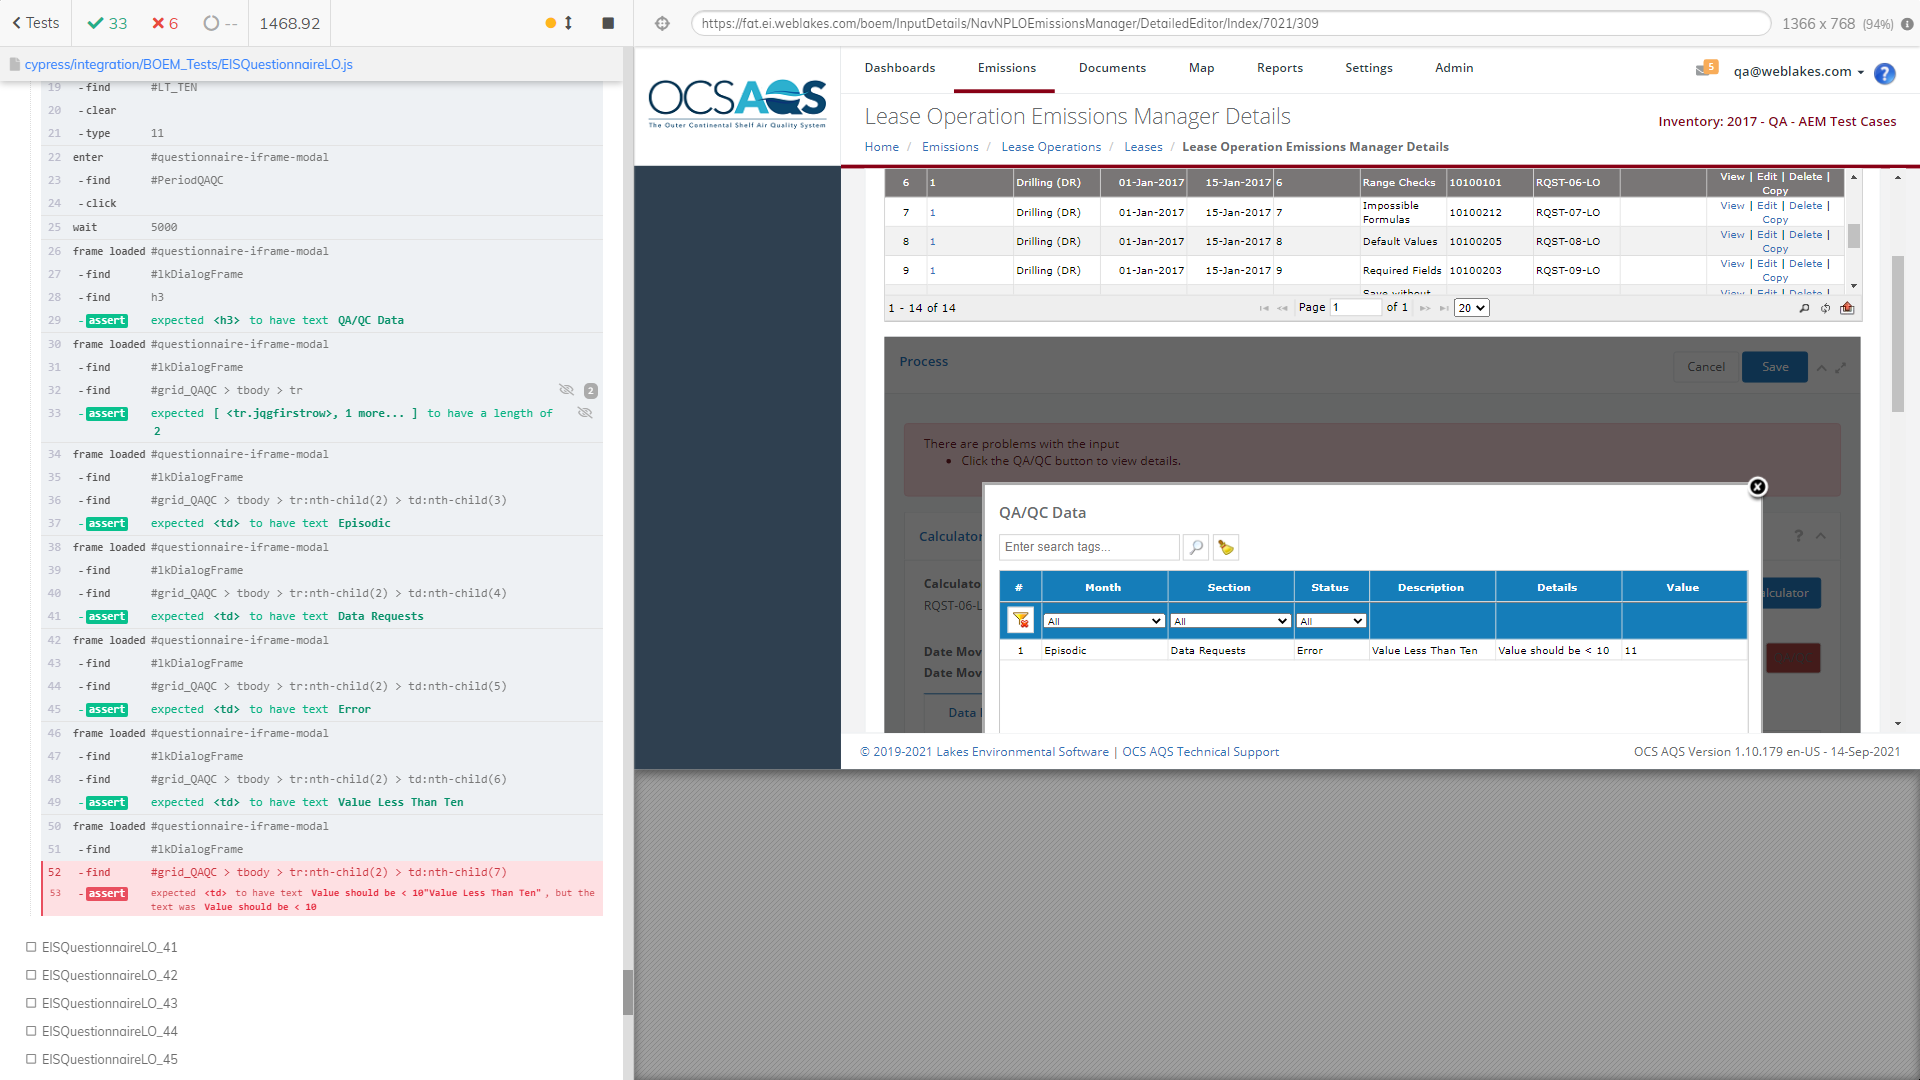 Tests
33
6
--
1468.92
cypress/integration/BOEM_Tests/EISQuestionnaireLO.js
19 -find #LT_TEN
20 -clear
21 -type 11
22 enter #questionnaire-iframe-modal
23 -find #PeriodQAQC
24 -click
25 wait 5000
26 frame loaded #questionnaire-iframe-modal
27 -find #lkDialogFrame
28 -find h3
29 -assert expected <h3> to have text QA/QC Data
30 frame loaded #questionnaire-iframe-modal
31 -find #lkDialogFrame
32 -find #grid_QAQC > tbody > tr 2
33 -assert expected [ <tr.jqgfirstrow>, 1 more... ] to have a length of
2
34 frame loaded #questionnaire-iframe-modal
35 -find #lkDialogFrame
36 -find #grid_QAQC > tbody > tr:nth-child(2) > td:nth-child(3)
37 -assert expected <td> to have text Episodic
38 frame loaded #questionnaire-iframe-modal
39 -find #lkDialogFrame
40 -find #grid_QAQC > tbody > tr:nth-child(2) > td:nth-child(4)
41 -assert expected <td> to have text Data Requests
42 frame loaded #questionnaire-iframe-modal
43 -find #lkDialogFrame
44 -find #grid_QAQC > tbody > tr:nth-child(2) > td:nth-child(5)
45 -assert expected <td> to have text Error
46 frame loaded #questionnaire-iframe-modal
47 -find #lkDialogFrame
48 -find #grid_QAQC > tbody > tr:nth-child(2) > td:nth-child(6)
49 -assert expected <td> to have text Value Less Than Ten
50 frame loaded #questionnaire-iframe-modal
51 -find #lkDialogFrame
52 -find #grid_QAQC > tbody > tr:nth-child(2) > td:nth-child(7)
53 -assert expected <td> to have text Value should be < 10"Value Less Than Ten", but the
text was Value should be < 10
EISQuestionnaireLO_41
EISQuestionnaireLO_42
EISQuestionnaireLO_43
EISQuestionnaireLO_44
EISQuestionnaireLO_45
https://fat.ei.weblakes.com/boem/InputDetails/NavNPLOEmissionsManager/DetailedEditor/Index/7021/309
1366 x 768 (94%)
OCSAQS
The Outer Continental Shelf Air Quality System
Dashboards Emissions Documents Map Reports Settings Admin
5 qa@weblakes.com ?
Lease Operation Emissions Manager Details
Inventory: 2017 - QA - AEM Test Cases
Home / Emissions / Lease Operations / Leases / Lease Operation Emissions Manager Details
6 1 Drilling (DR) 01-Jan-2017 15-Jan-2017 6 Range Checks 10100101 RQST-06-LO View | Edit | Delete |
Copy
7 1 Drilling (DR) 01-Jan-2017 15-Jan-2017 7 Impossible Formulas 10100212 RQST-07-LO View | Edit | Delete |
Copy
8 1 Drilling (DR) 01-Jan-2017 15-Jan-2017 8 Default Values 10100205 RQST-08-LO View | Edit | Delete |
Copy
9 1 Drilling (DR) 01-Jan-2017 15-Jan-2017 9 Required Fields 10100203 RQST-09-LO View | Edit | Delete |
Copy
Save without View | Edit | Delete |
1 - 14 of 14 Page 1 of 1 20
Process Cancel Save
There are problems with the input
• Click the QA/QC button to view details.
QA/QC Data
Enter search tags...
# Month Section Status Description Details Value
All All All
1 Episodic Data Requests Error Value Less Than Ten Value should be < 10 11
Calculator ?
Calculato
RQST-06-L lculator
Date Mov
Date Mov
Data
© 2019-2021 Lakes Environmental Software | OCS AQS Technical Support
OCS AQS Version 1.10.179 en-US - 14-Sep-2021